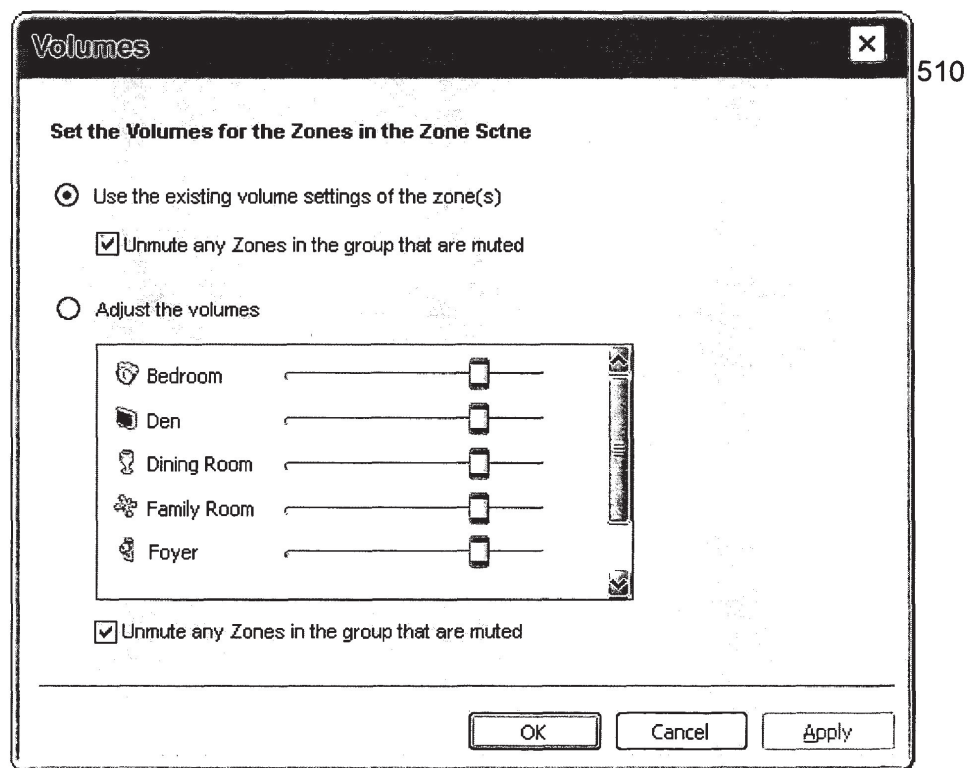 Volumes
510
Set the Volumes for the Zones in the Zone Sctne
Use the existing volume settings of the zone(s)
Unmute any Zones in the group that are muted
Adjust the volumes
Bedroom
Den
Dining Room
Family Room
Foyer
Unmute any Zones in the group that are muted
OK
Cancel
Apply